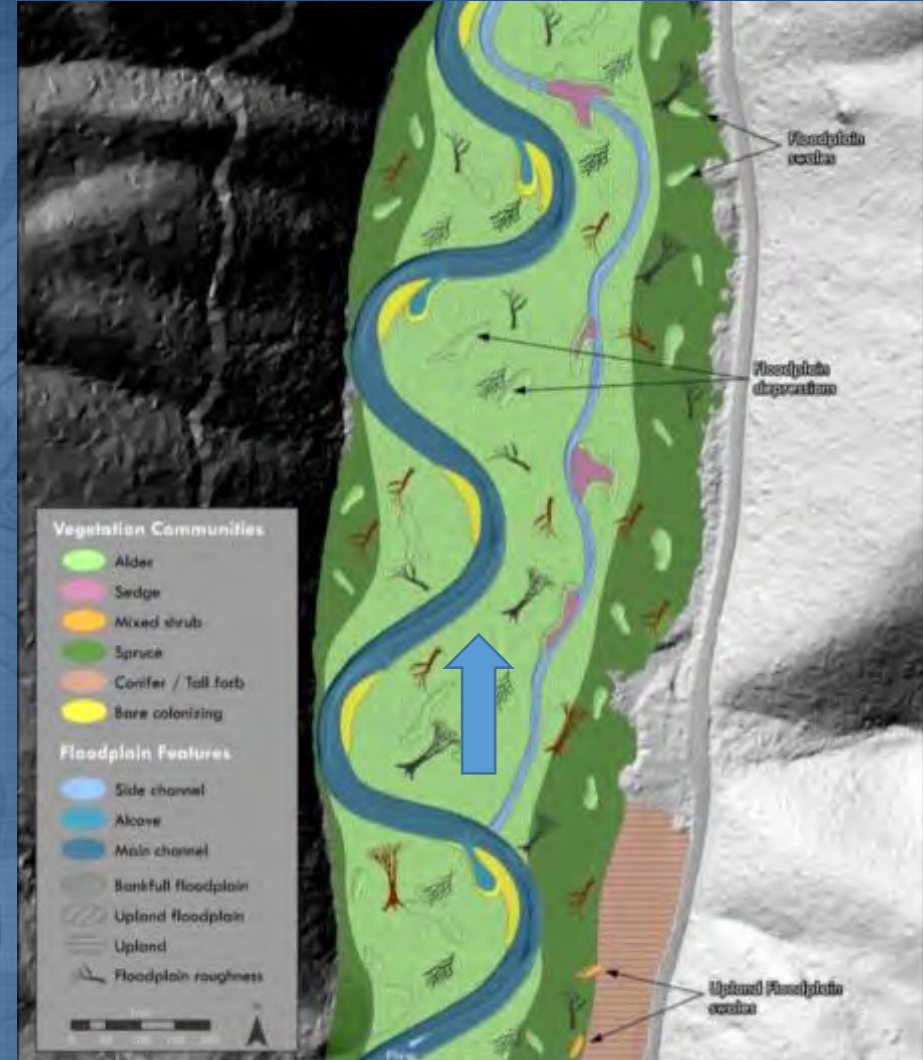 Floodplain
swales
Floodplain
depressions
Vegetation Communities
Alder
Sedge
Mixed shrub
Spruce
Conifer / Tall forb
Bare colonizing
Floodplain Features
Side channel
Alcove
Main channel
Bankfull floodplain
Upland floodplain
Upland
Floodplain roughness
Upland Floodplain
swales